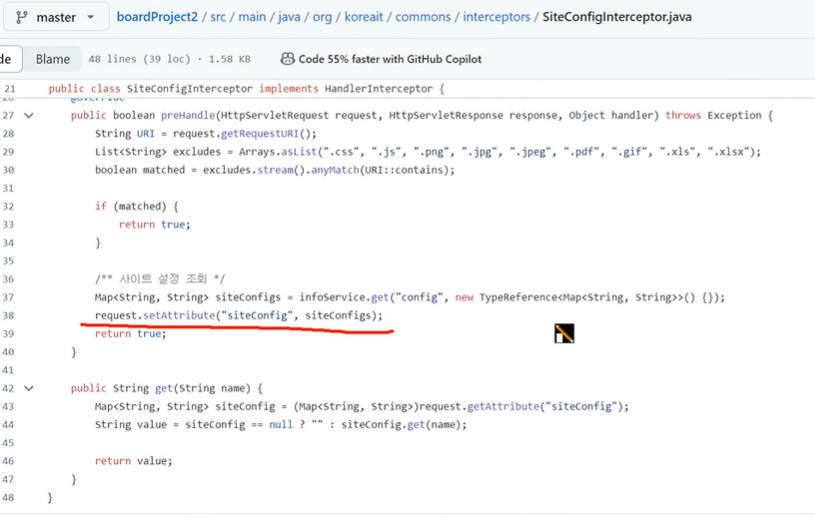 master boardProject2 / src / main / java / org / koreait / commons / interceptors / SiteConfigInterceptor.java
de Blame 48 lines (39 loc) · 1.58 KB Code 55% faster with GitHub Copilot
21 public class SiteConfigInterceptor implements HandlerInterceptor {
26 @Override
27 public boolean preHandle(HttpServletRequest request, HttpServletResponse response, Object handler) throws Exception {
28 String URI = request.getRequestURI();
29 List<String> excludes = Arrays.asList(".css", ".js", ".png", ".jpg", ".jpeg", ".pdf", ".gif", ".xls", ".xlsx");
30 boolean matched = excludes.stream().anyMatch(URI::contains);
31
32 if (matched) {
33 return true;
34 }
35
36 /** 사이트 설정 조회 */
37 Map<String, String> siteConfigs = infoService.get("config", new TypeReference<Map<String, String>>() {});
38 request.setAttribute("siteConfig", siteConfigs);
39 return true;
40 }
41
42 public String get(String name) {
43 Map<String, String> siteConfig = (Map<String, String>)request.getAttribute("siteConfig");
44 String value = siteConfig == null ? "" : siteConfig.get(name);
45
46 return value;
47 }
48 }